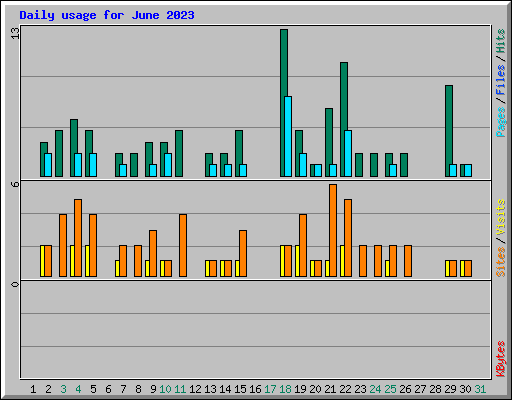 Daily usage for June 2023
13
6
0
Pages/Files/Hits
Sites/Visits
KBytes
1 2 3 4 5 6 7 8 9 10 11 12 13 14 15 16 17 18 19 20 21 22 23 24 25 26 27 28 29 30 31